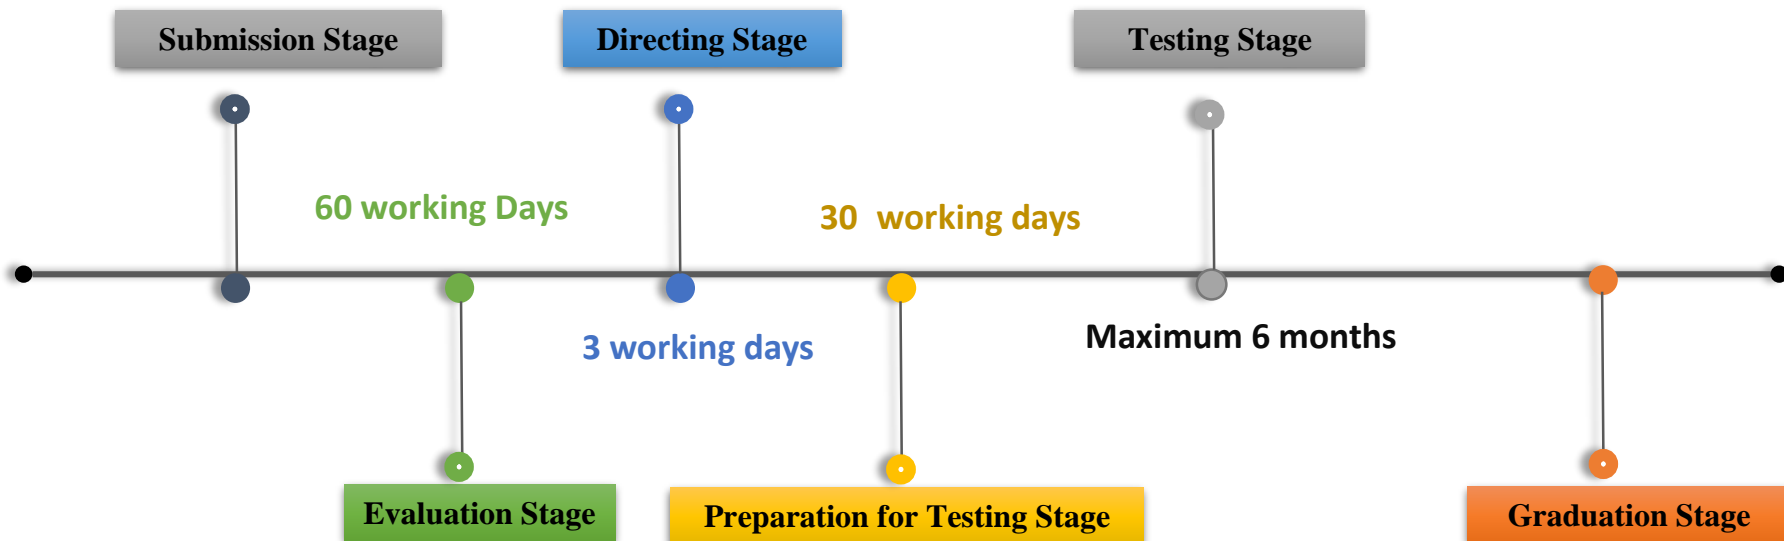 Submission Stage
Directing Stage
Testing Stage
60 working Days
30 working days
3 working days
Maximum 6 months
Evaluation Stage
Preparation for Testing Stage
Graduation Stage